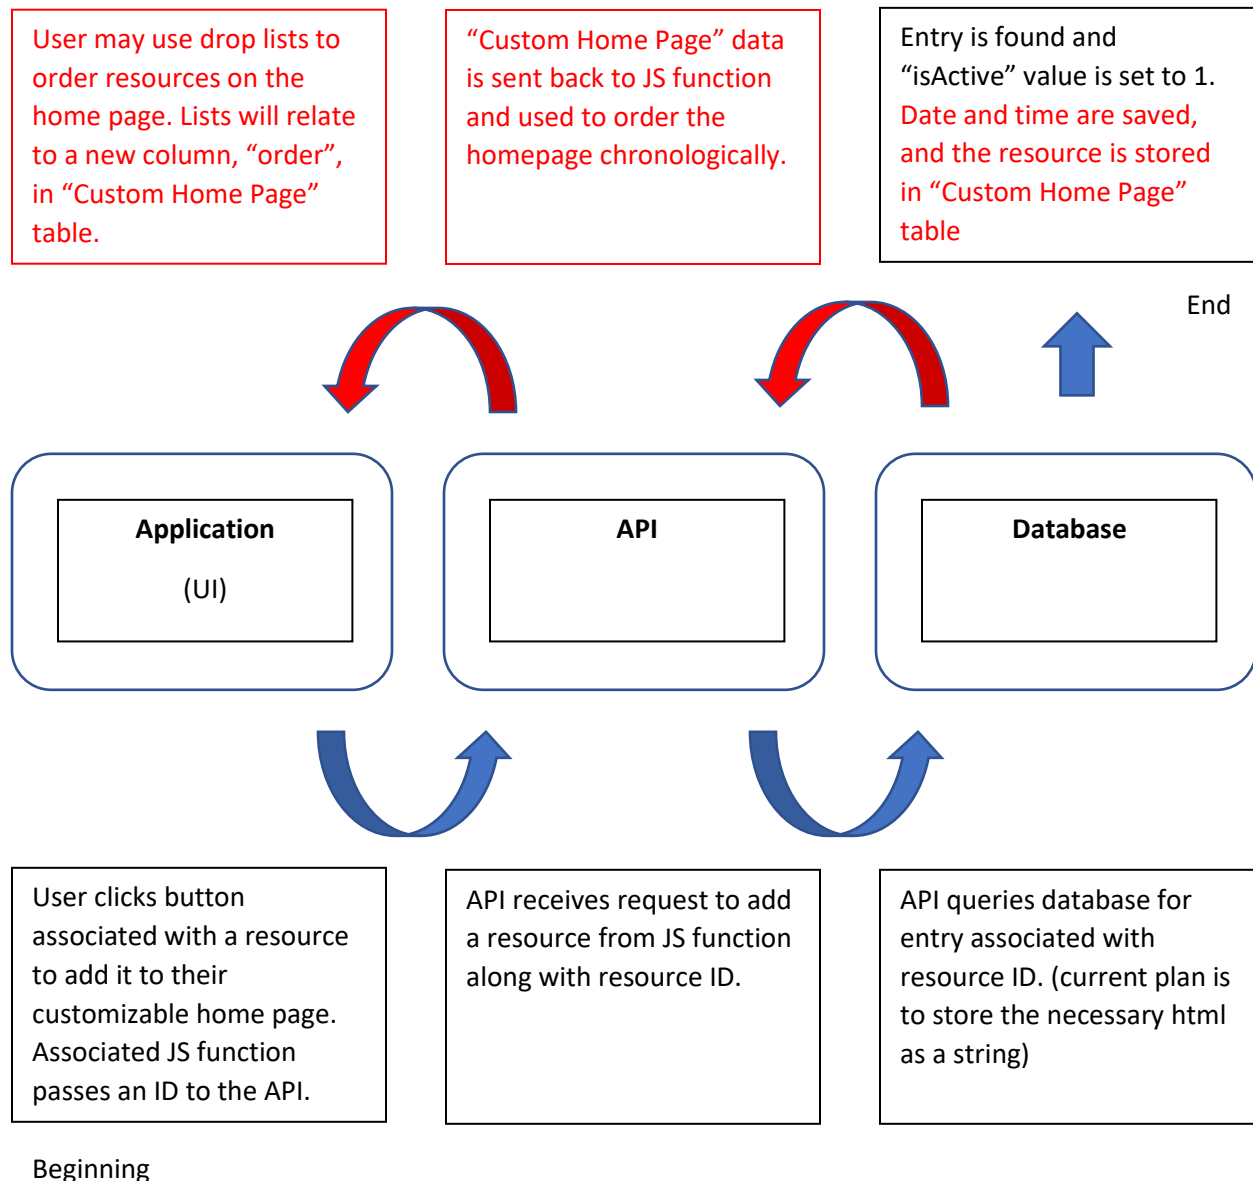 User may use drop lists to
order resources on the
home page. Lists will relate
to a new column, “order”,
in “Custom Home Page”
table.
“Custom Home Page” data
is sent back to JS function
and used to order the
homepage chronologically.
Entry is found and
“isActive” value is set to 1.
Date and time are saved,
and the resource is stored
in “Custom Home Page”
table
End
Application
(UI)
API
Database
User clicks button
associated with a resource
to add it to their
customizable home page.
Associated JS function
passes an ID to the API.
API receives request to add
a resource from JS function
along with resource ID.
API queries database for
entry associated with
resource ID. (current plan is
to store the necessary html
as a string)
Beginning